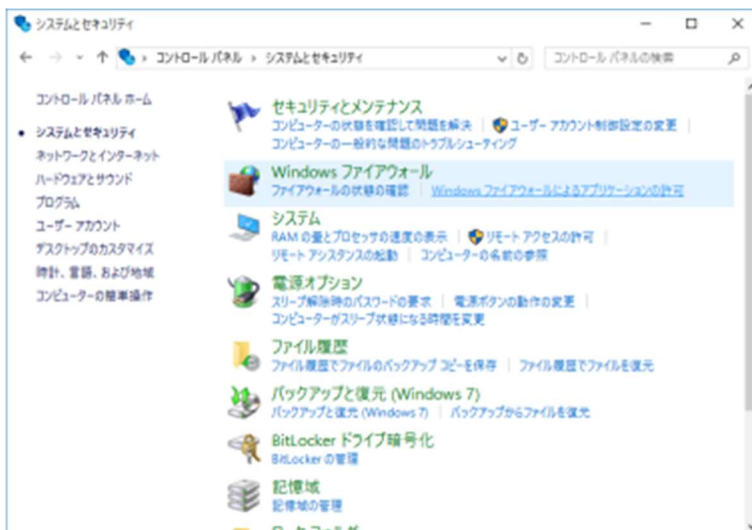 システムとセキュリティ
コントロール パネル › システムとセキュリティ
コントロール パネルの検索
コントロール パネル ホーム
システムとセキュリティ
ネットワークとインターネット
ハードウェアとサウンド
プログラム
ユーザー アカウント
デスクトップのカスタマイズ
時計、言語、および地域
コンピューターの簡単操作
セキュリティとメンテナンス
コンピューターの状態を確認して問題を解決 | ユーザー アカウント制御設定の変更 |
コンピューターの一般的な問題のトラブルシューティング
Windows ファイアウォール
ファイアウォールの状態の確認 | Windows ファイアウォールによるアプリケーションの許可
システム
RAM の量とプロセッサの速度の表示 | リモート アクセスの許可 |
リモート アシスタンスの起動 | コンピューターの名前の参照
電源オプション
スリープ解除時のパスワードの要求 | 電源ボタンの動作の変更 |
コンピューターがスリープ状態になる時間を変更
ファイル履歴
ファイル履歴でファイルのバックアップ コピーを保存 | ファイル履歴でファイルを復元
バックアップと復元 (Windows 7)
バックアップと復元 (Windows 7) | バックアップからファイルを復元
BitLocker ドライブ暗号化
BitLocker の管理
記憶域
記憶域の管理